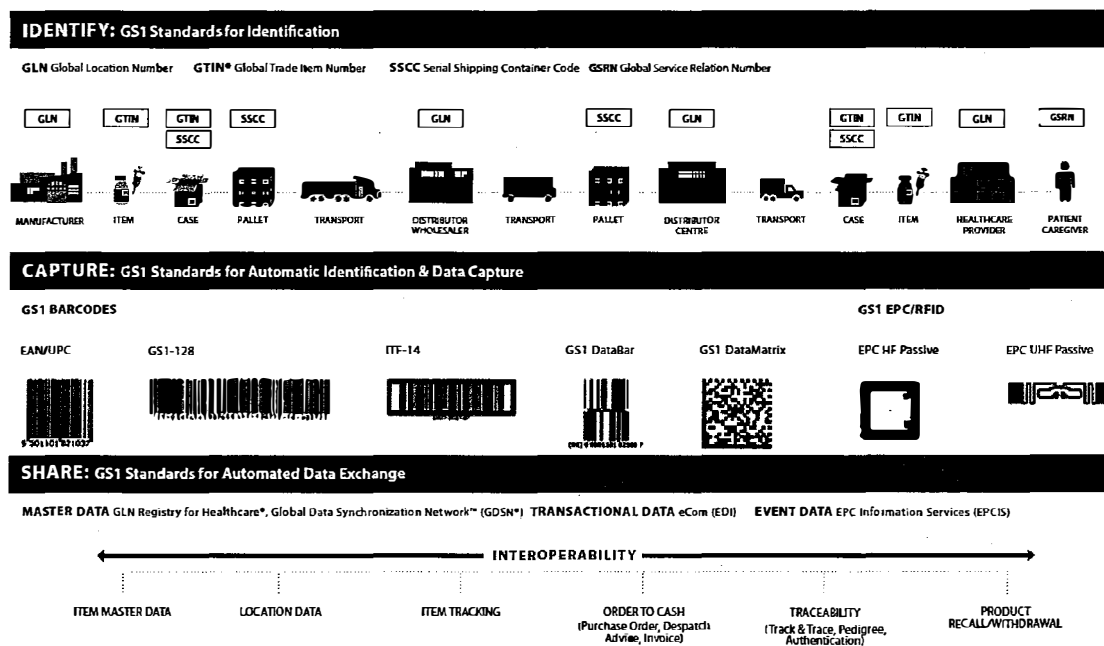 IDENTIFY: GS1 Standards for Identification
GLN Global Location Number GTIN® Global Trade Item Number SSCC Serial Shipping Container Code GSRN Global Service Relation Number
GLN GTIN GTIN SSCC GLN SSCC GLN GTIN GTIN GLN GSRN
SSCC SSCC
MANUFACTURER ITEM CASE PALLET TRANSPORT DISTRIBUTOR TRANSPORT PALLET DISTRIBUTOR TRANSPORT CASE ITEM HEALTHCARE PATIENT
WHOLESALER CENTRE PROVIDER CAREGIVER
CAPTURE: GS1 Standards for Automatic Identification & Data Capture
GS1 BARCODES GS1 EPC/RFID
EAN/UPC GS1-128 ITF-14 GS1 DataBar GS1 DataMatrix EPC HF Passive EPC UHF Passive
SHARE: GS1 Standards for Automated Data Exchange
MASTER DATA GLN Registry for Healthcare®, Global Data Synchronization Network™ (GDSN®) TRANSACTIONAL DATA eCom (EDI) EVENT DATA EPC Information Services (EPCIS)
INTEROPERABILITY
ITEM MASTER DATA LOCATION DATA ITEM TRACKING ORDER TO CASH TRACEABILITY PRODUCT
(Purchase Order, Despatch (Track & Trace, Pedigree, RECALL/WITHDRAWAL
Advise, Invoice) Authentication)